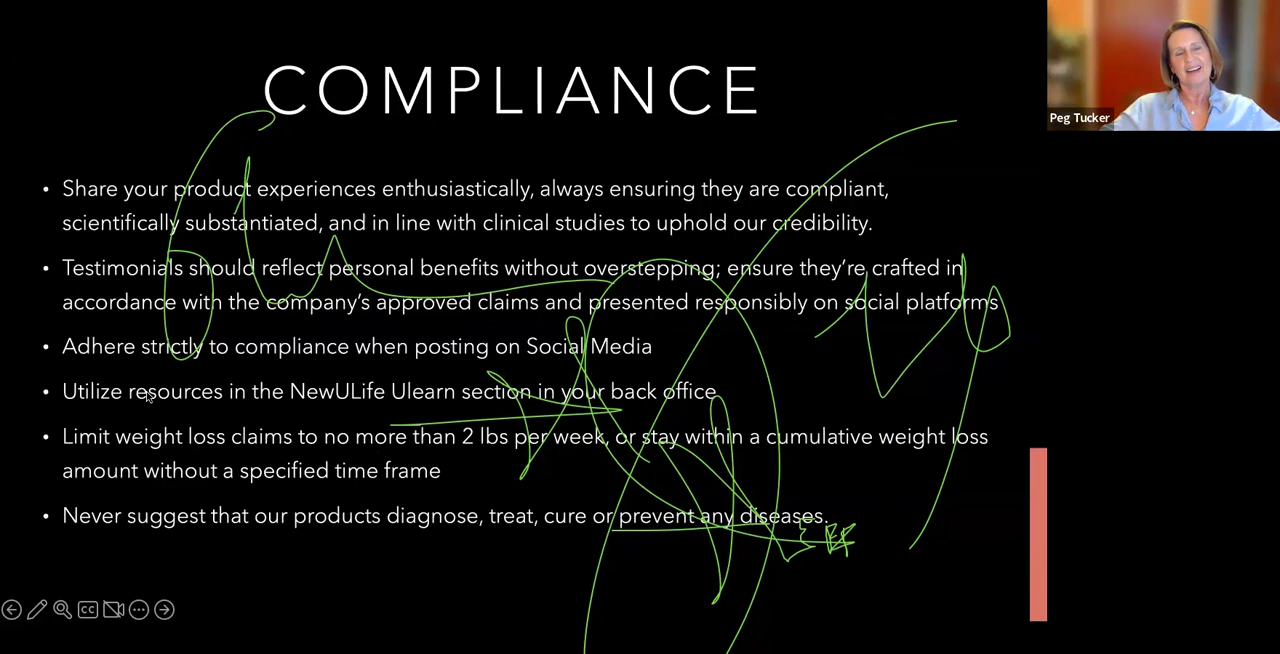 COMPLIANCE
Peg Tucker
• Share your product experiences enthusiastically, always ensuring they are compliant,
scientifically substantiated, and in line with clinical studies to uphold our credibility.
• Testimonials should reflect personal benefits without overstepping; ensure they’re crafted in
accordance with the company’s approved claims and presented responsibly on social platforms
• Adhere strictly to compliance when posting on Social Media
• Utilize resources in the NewULife Ulearn section in your back office
• Limit weight loss claims to no more than 2 lbs per week, or stay within a cumulative weight loss
amount without a specified time frame
• Never suggest that our products diagnose, treat, cure or prevent any diseases.
CC